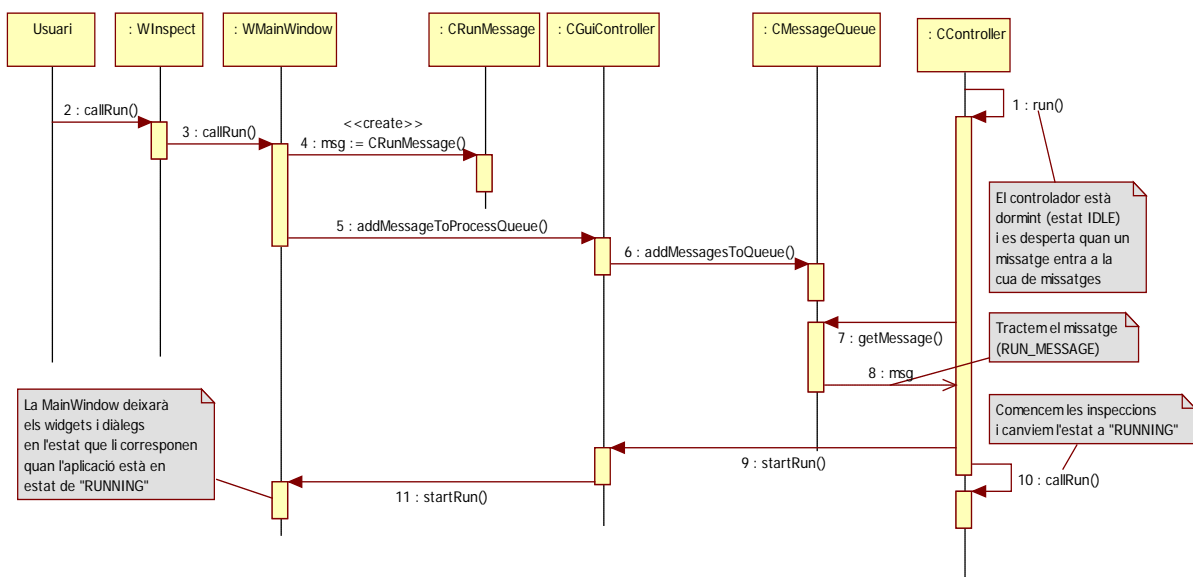 Usuari
: WInspect
: WMainWindow
: CRunMessage
: CGuiController
: CMessageQueue
: CController
1 : run()
2 : callRun()
3 : callRun()
<<create>>
4 : msg := CRunMessage()
El controlador està
dormint (estat IDLE)
i es desperta quan un
missatge entra a la
cua de missatges
5 : addMessageToProcessQueue()
6 : addMessagesToQueue()
7 : getMessage()
Tractem el missatge
(RUN_MESSAGE)
8 : msg
La MainWindow deixarà
els widgets i diàlegs
en l'estat que li corresponen
quan l'aplicació està en
estat de "RUNNING"
Comencem les inspeccions
i canviem l'estat a "RUNNING"
9 : startRun()
10 : callRun()
11 : startRun()